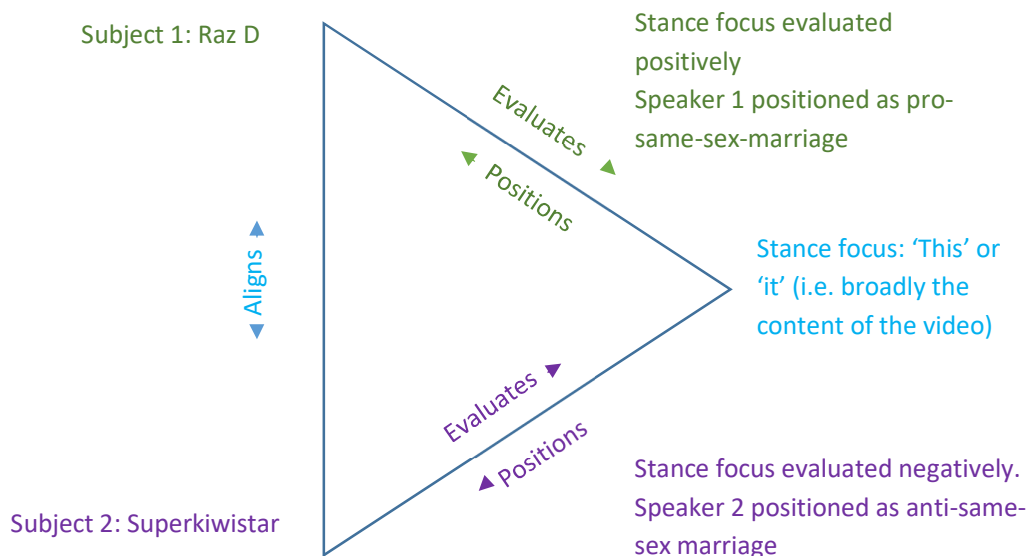 Subject 1: Raz D
Stance focus evaluated
positively
Speaker 1 positioned as pro-
same-sex-marriage
Evaluates
Positions
Aligns
Stance focus: ‘This’ or
‘it’ (i.e. broadly the
content of the video)
Evaluates
Positions
Stance focus evaluated negatively.
Speaker 2 positioned as anti-same-
sex marriage
Subject 2: Superkiwistar